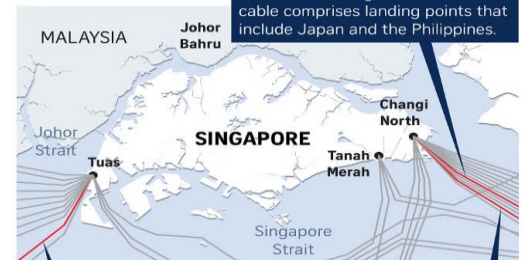 cable comprises landing points that
include Japan and the Philippines.
MALAYSIA
Johor
Bahru
Changi
North
Johor
Strait
SINGAPORE
Tuas
Tanah
Merah
Singapore
Strait